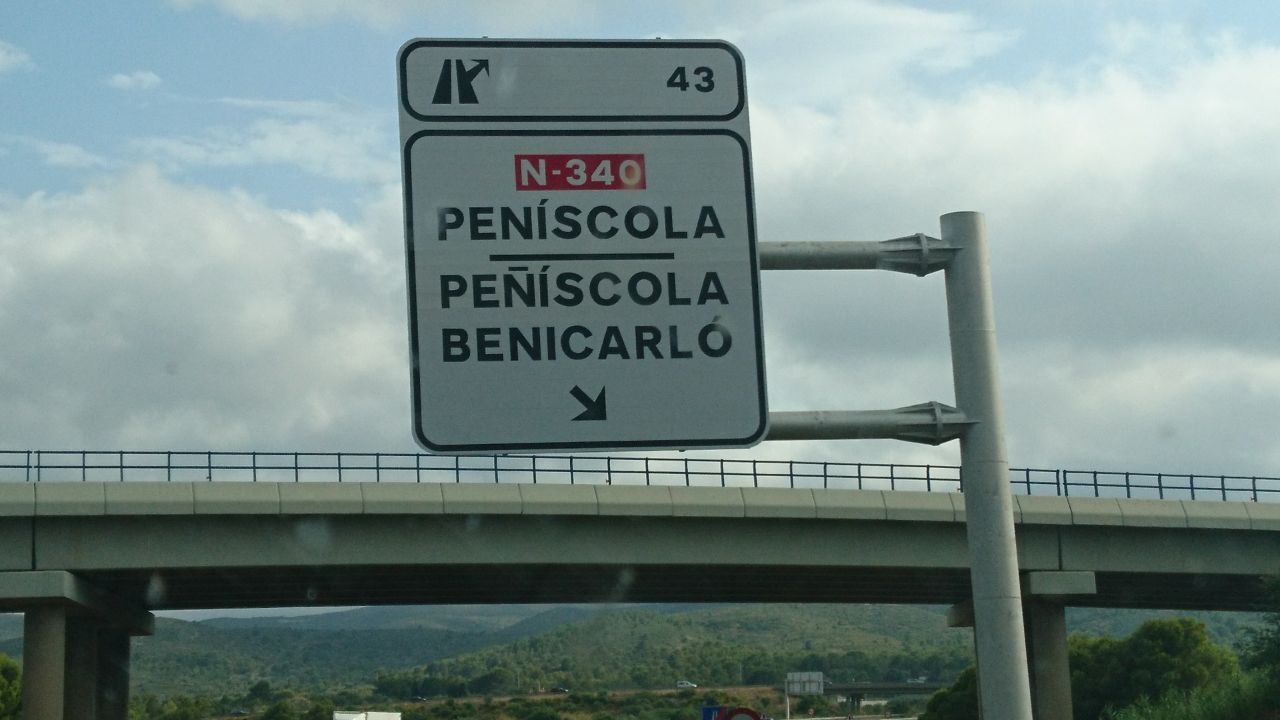 43
N-340
PENÍSCOLA
PEÑÍSCOLA
BENICARLÓ